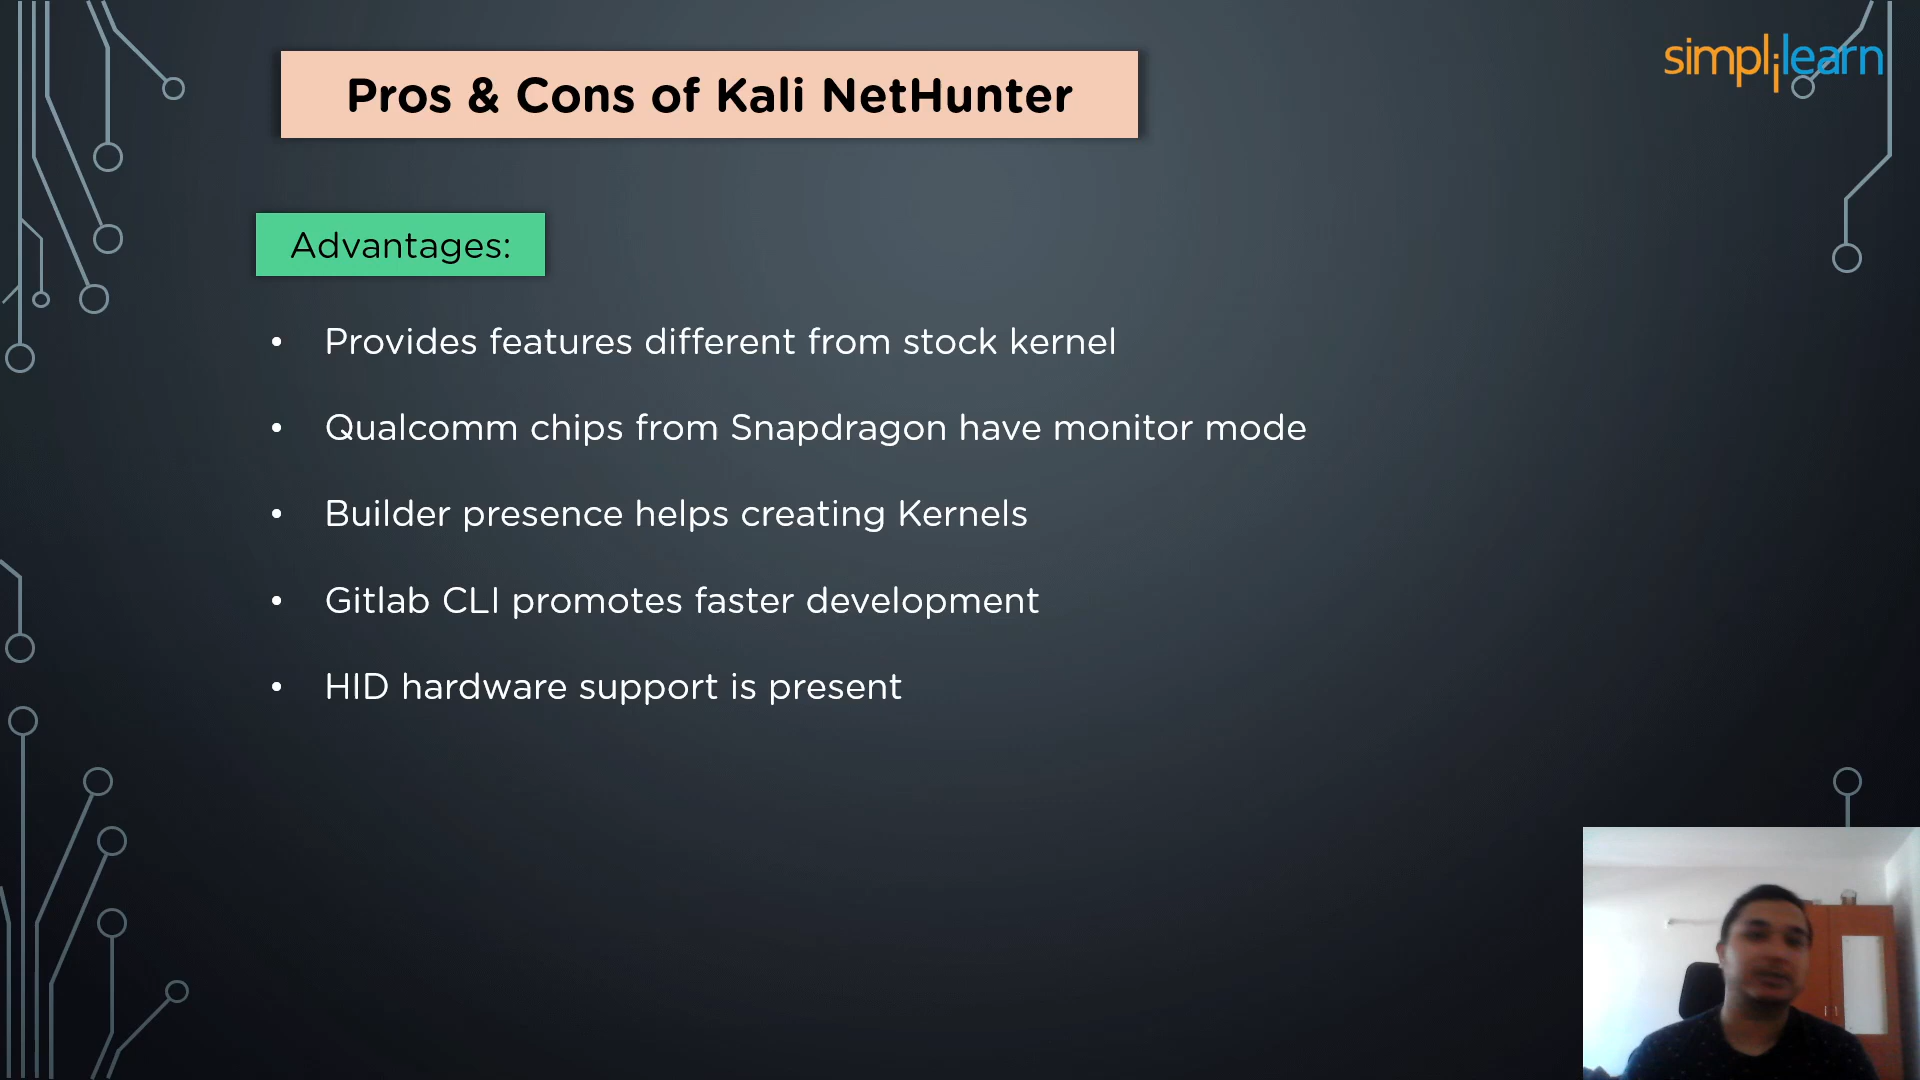 Pros & Cons of Kali NetHunter
simplilearn
Advantages:
• Provides features different from stock kernel
• Qualcomm chips from Snapdragon have monitor mode
• Builder presence helps creating Kernels
• Gitlab CLI promotes faster development
• HID hardware support is present